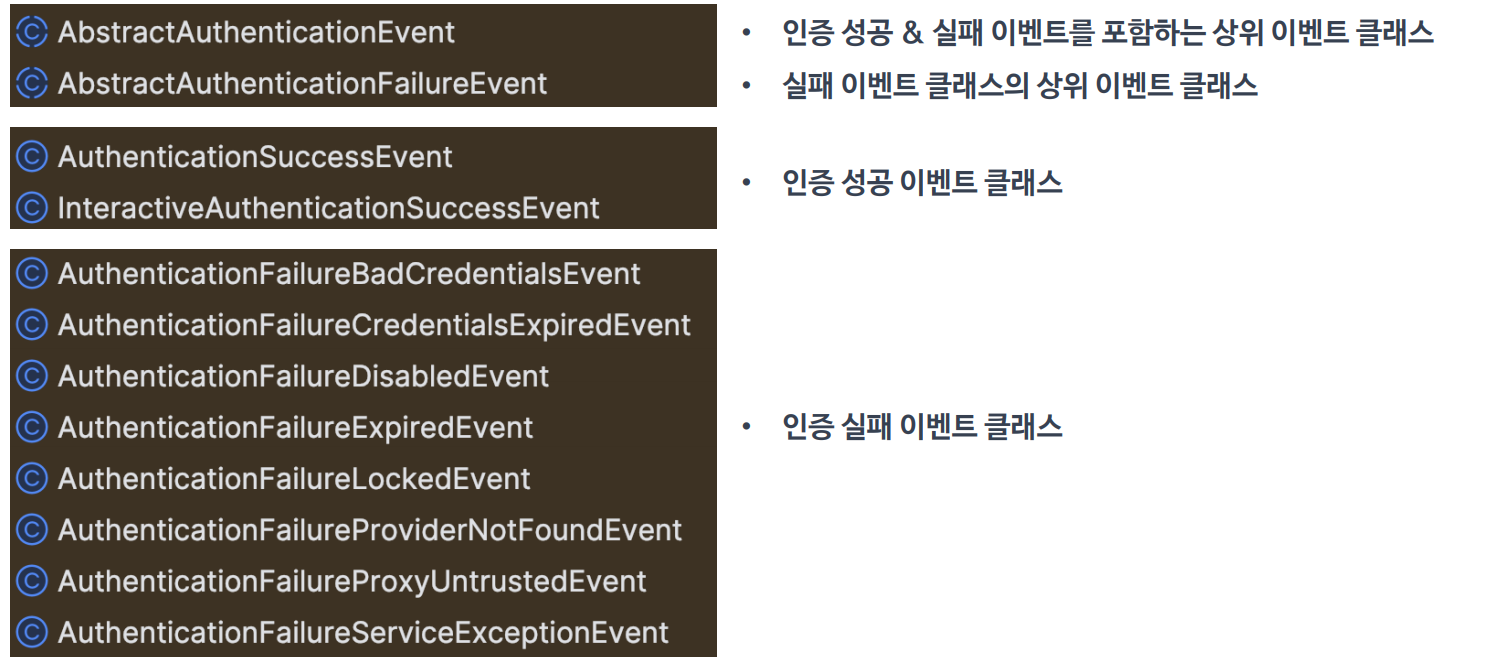 AbstractAuthenticationEvent
AbstractAuthenticationFailureEvent
• 인증 성공 & 실패 이벤트를 포함하는 상위 이벤트 클래스
• 실패 이벤트 클래스의 상위 이벤트 클래스
AuthenticationSuccessEvent
InteractiveAuthenticationSuccessEvent
• 인증 성공 이벤트 클래스
AuthenticationFailureBadCredentialsEvent
AuthenticationFailureCredentialsExpiredEvent
AuthenticationFailureDisabledEvent
AuthenticationFailureExpiredEvent
AuthenticationFailureLockedEvent
AuthenticationFailureProviderNotFoundEvent
AuthenticationFailureProxyUntrustedEvent
AuthenticationFailureServiceExceptionEvent
• 인증 실패 이벤트 클래스